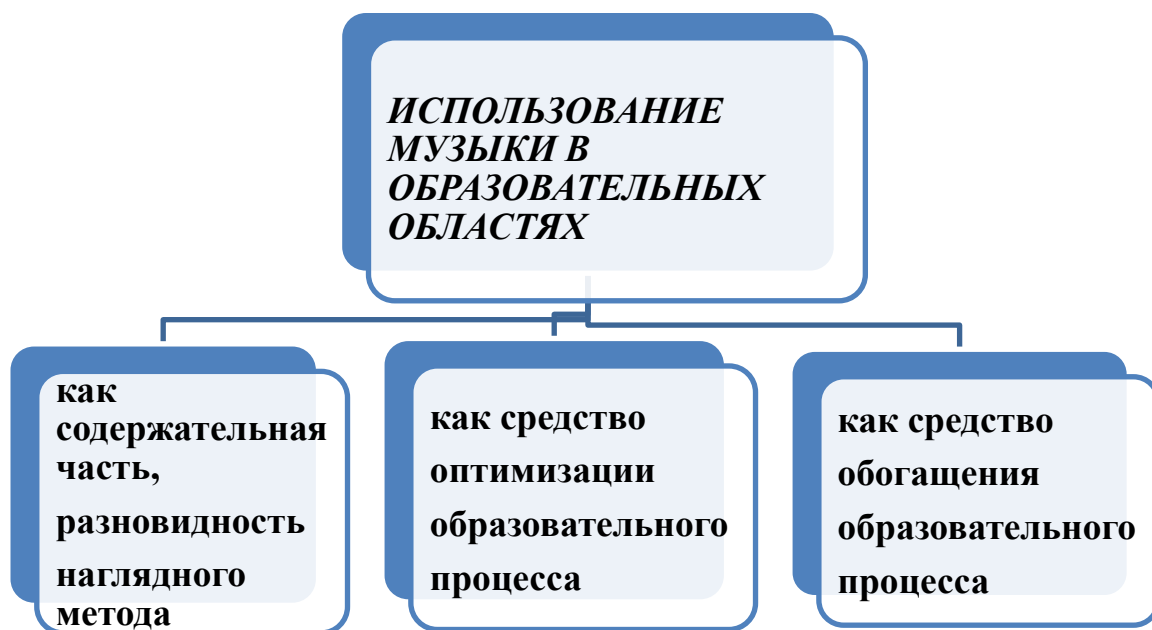 ИСПОЛЬЗОВАНИЕ
МУЗЫКИ В
ОБРАЗОВАТЕЛЬНЫХ
ОБЛАСТЯХ
как
содержательная
часть,
разновидность
наглядного
метода
как средство
оптимизации
образовательного
процесса
как средство
обогащения
образовательного
процесса